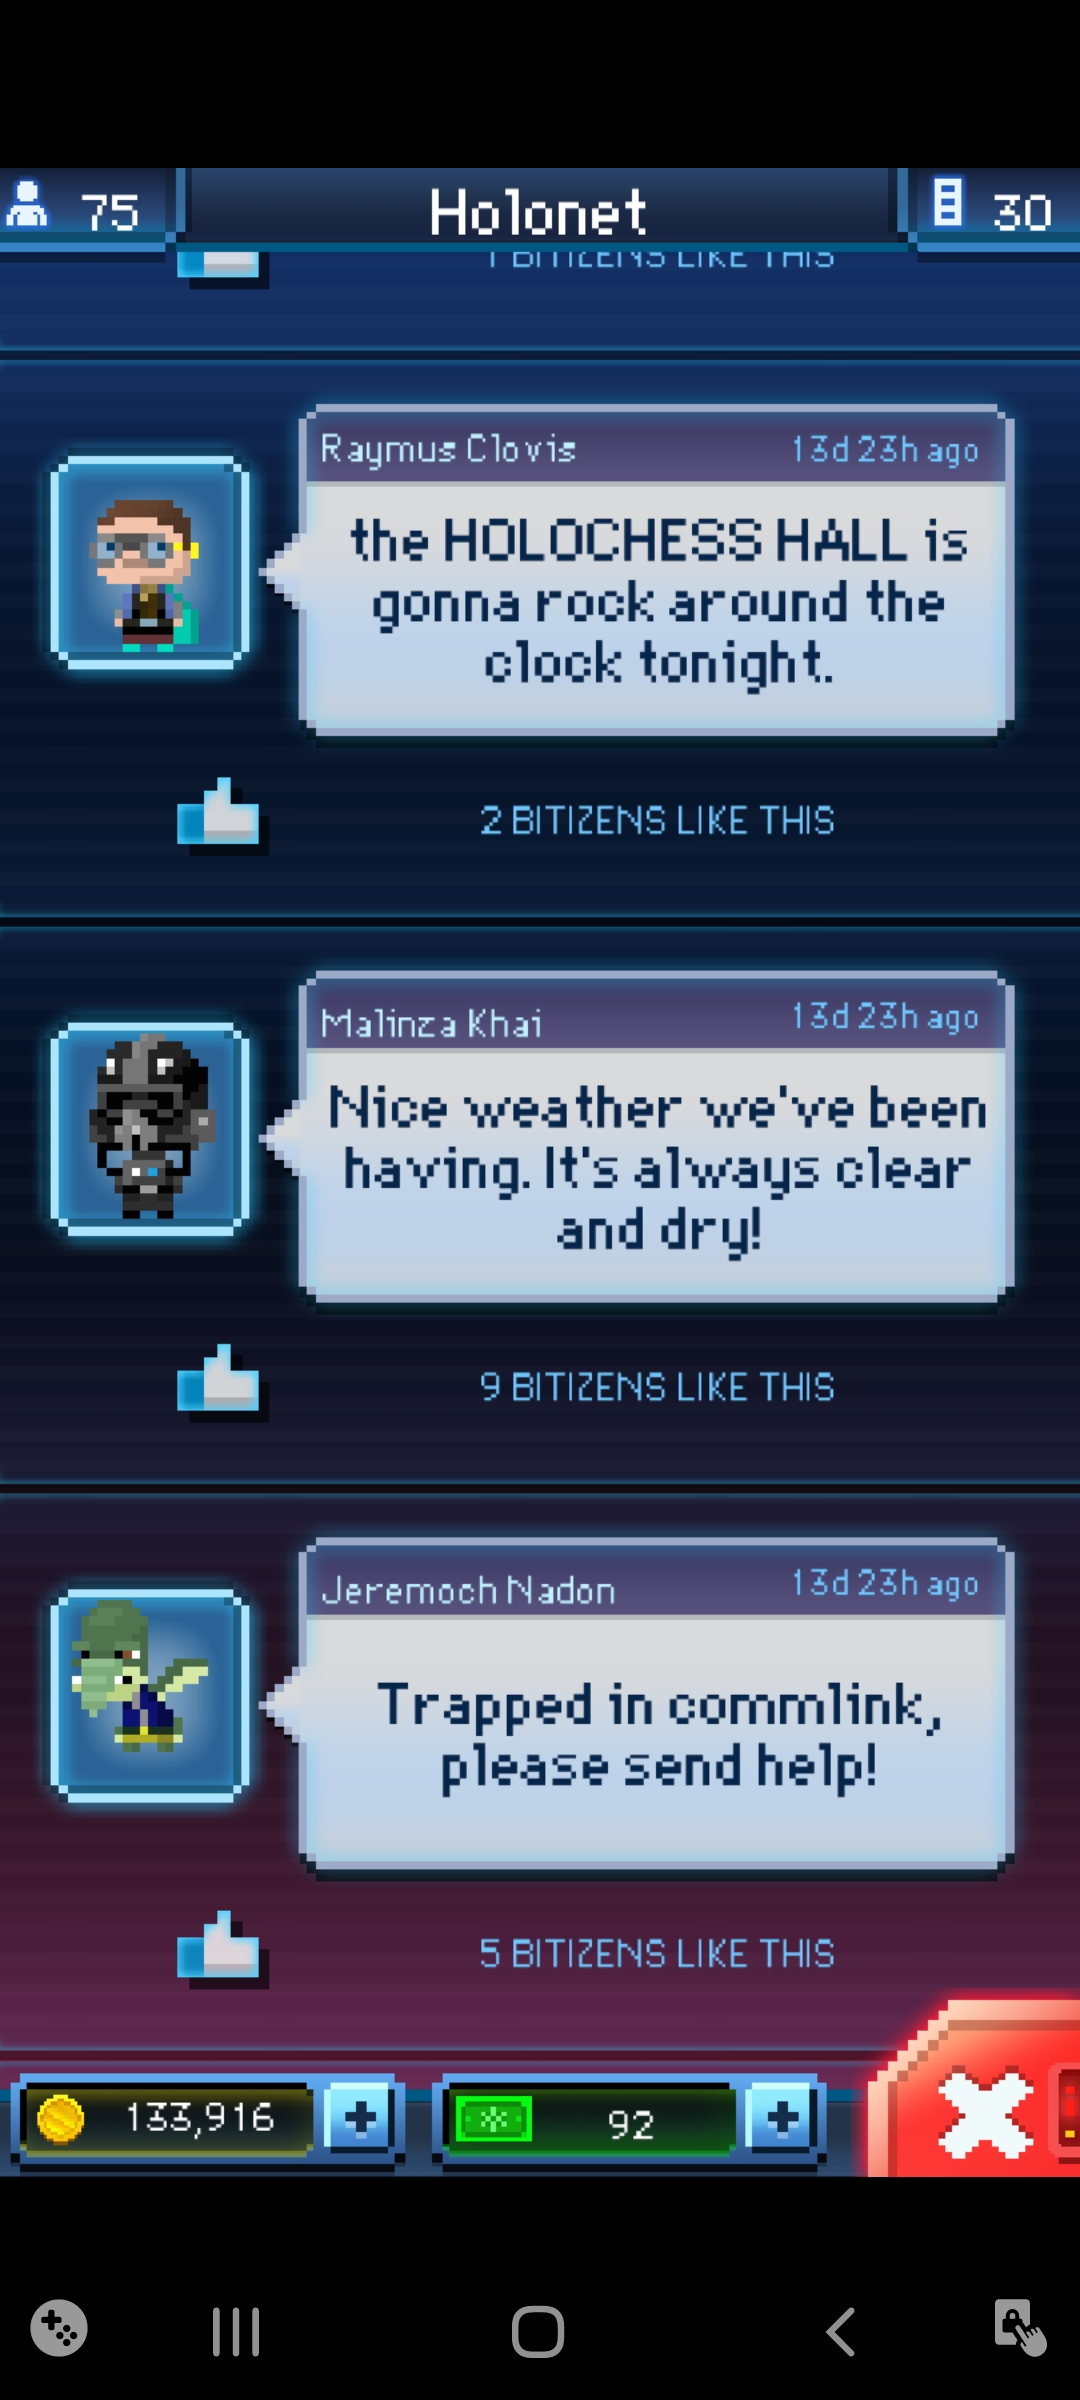 75
Holonet
30
1 BITIZENS LIKE THIS
Raymus Clovis
13d 23h ago
the HOLOCHESS HALL is
gonna rock around the
clock tonight.
2 BITIZENS LIKE THIS
Malinza Khai
13d 23h ago
Nice weather we've been
having. It's always clear
and dry!
9 BITIZENS LIKE THIS
Jeremoch Nadon
13d 23h ago
Trapped in commlink,
please send help!
5 BITIZENS LIKE THIS
133,916
92